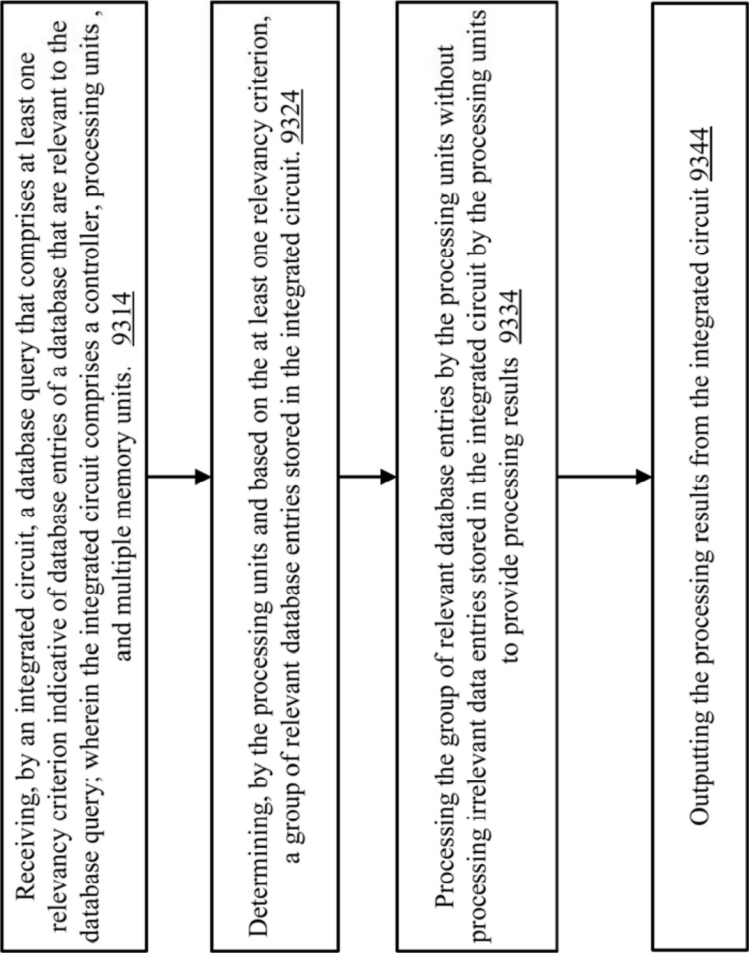 Receiving, by an integrated circuit, a database query that comprises at least one
relevancy criterion indicative of database entries of a database that are relevant to the
database query; wherein the integrated circuit comprises a controller, processing units ,
and multiple memory units. 9314
Determining, by the processing units and based on the at least one relevancy criterion,
a group of relevant database entries stored in the integrated circuit. 9324
Processing the group of relevant database entries by the processing units without
processing irrelevant data entries stored in the integrated circuit by the processing units
to provide processing results 9334
Outputting the processing results from the integrated circuit 9344